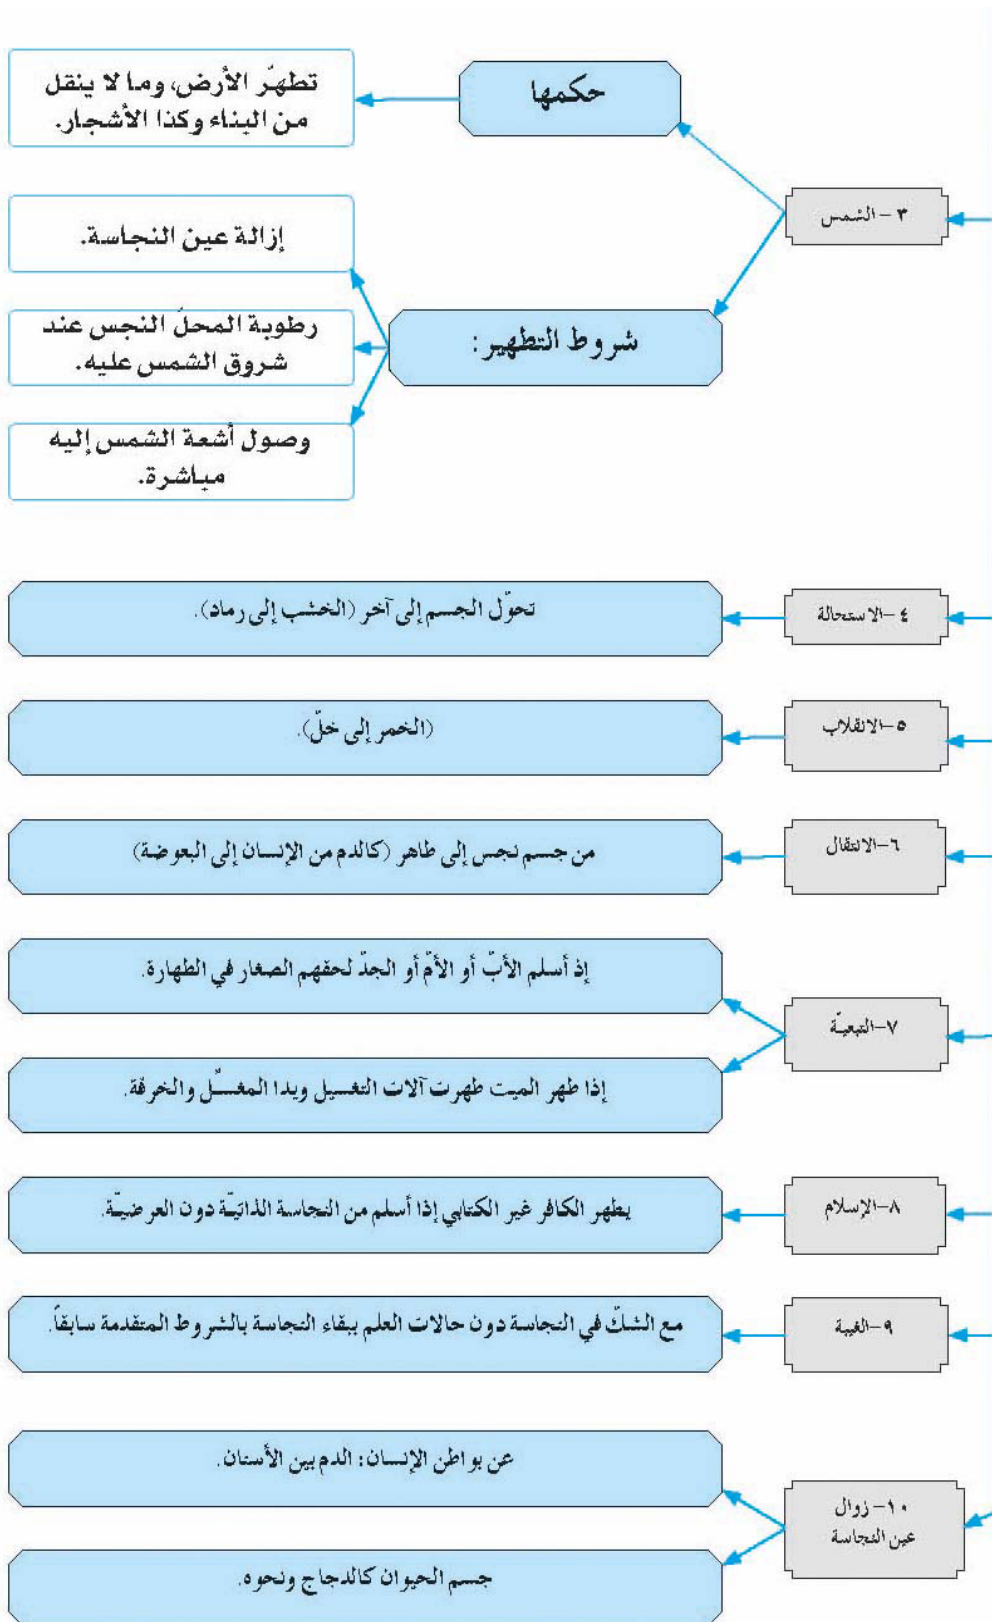 ٣ - الشمس
حكمها
تطهّر الأرض، وما لا ينقل
من البناء وكذا الأشجار.
شروط التطهير:
إزالة عين النجاسة.
رطوبة المحلّ النجس عند
شروق الشمس عليه.
وصول أشعة الشمس إليه
مباشرة.
٤ -الاستحالة
تحوّل الجسم إلى آخر (الخشب إلى رماد).
٥ -الانقلاب
(الخمر إلى خلّ).
٦-الانتقال
من جسم نجس إلى طاهر (كالدم من الإنسان إلى البعوضة)
٧-التبعيّة
إذ أسلم الأبّ أو الأمّ أو الجدّ لحقهم الصغار في الطهارة.
إذا طهر الميت طهرت آلات التغسيل ويدا المغسِّل والخرقة.
٨-الإسلام
يطهر الكافر غير الكتابي إذا أسلم من النجاسة الذاتيّة دون العرضيّة.
٩-الغيبة
مع الشكّ في النجاسة دون حالات العلم ببقاء النجاسة بالشروط المتقدمة سابقاً.
١٠ - زوال
عين النجاسة
عن بواطن الإنسان: الدم بين الأسنان.
جسم الحيوان كالدجاج ونحوه.